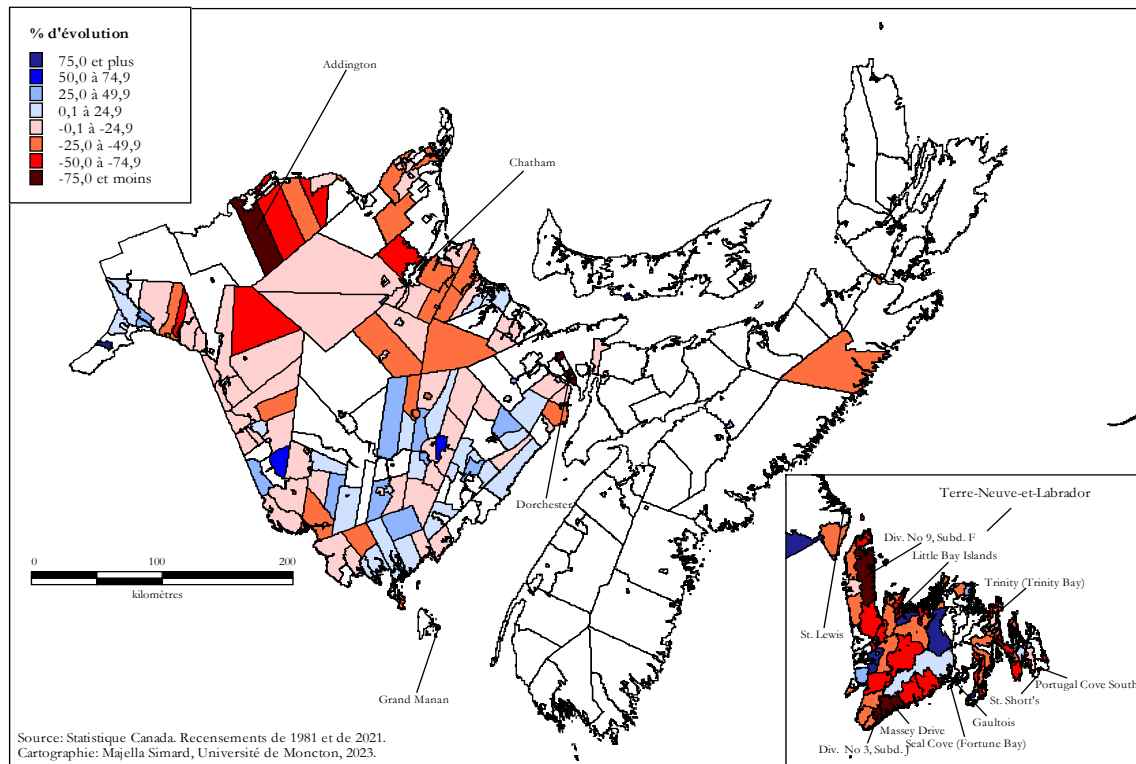 % d'évolution
75,0 et plus
50,0 à 74,9
25,0 à 49,9
0,1 à 24,9
-0,1 à -24,9
-25,0 à -49,9
-50,0 à -74,9
-75,0 et moins
Addington
Chatham
Dorchester
0 100 200
kilomètres
Grand Manan
Terre-Neuve-et-Labrador
Div. No 9, Subd. F
Little Bay Islands
Trinity (Trinity Bay)
St. Lewis
Portugal Cove South
St. Shott's
Gaultois
Massey Drive
Seal Cove (Fortune Bay)
Div. No 3, Subd. J
Source: Statistique Canada. Recensements de 1981 et de 2021.
Cartographie: Majella Simard, Université de Moncton, 2023.